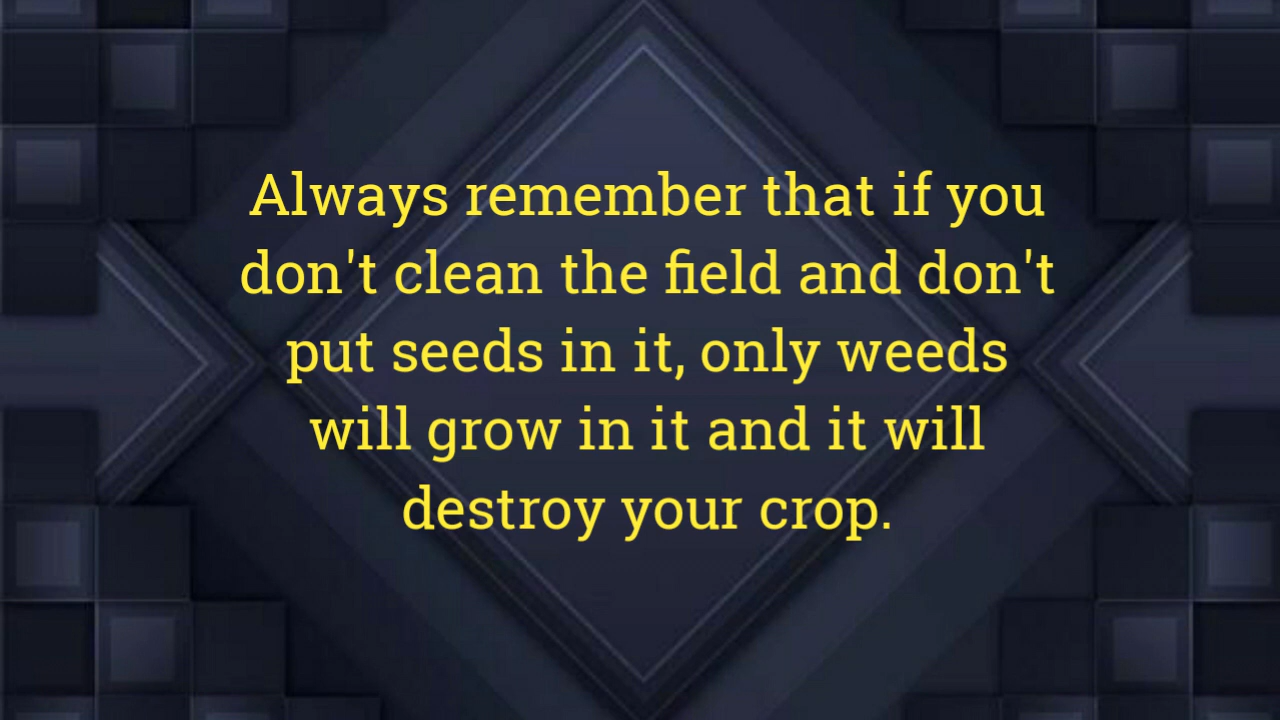 Always remember that if you
don't clean the field and don't
put seeds in it, only weeds
will grow in it and it will
destroy your crop.